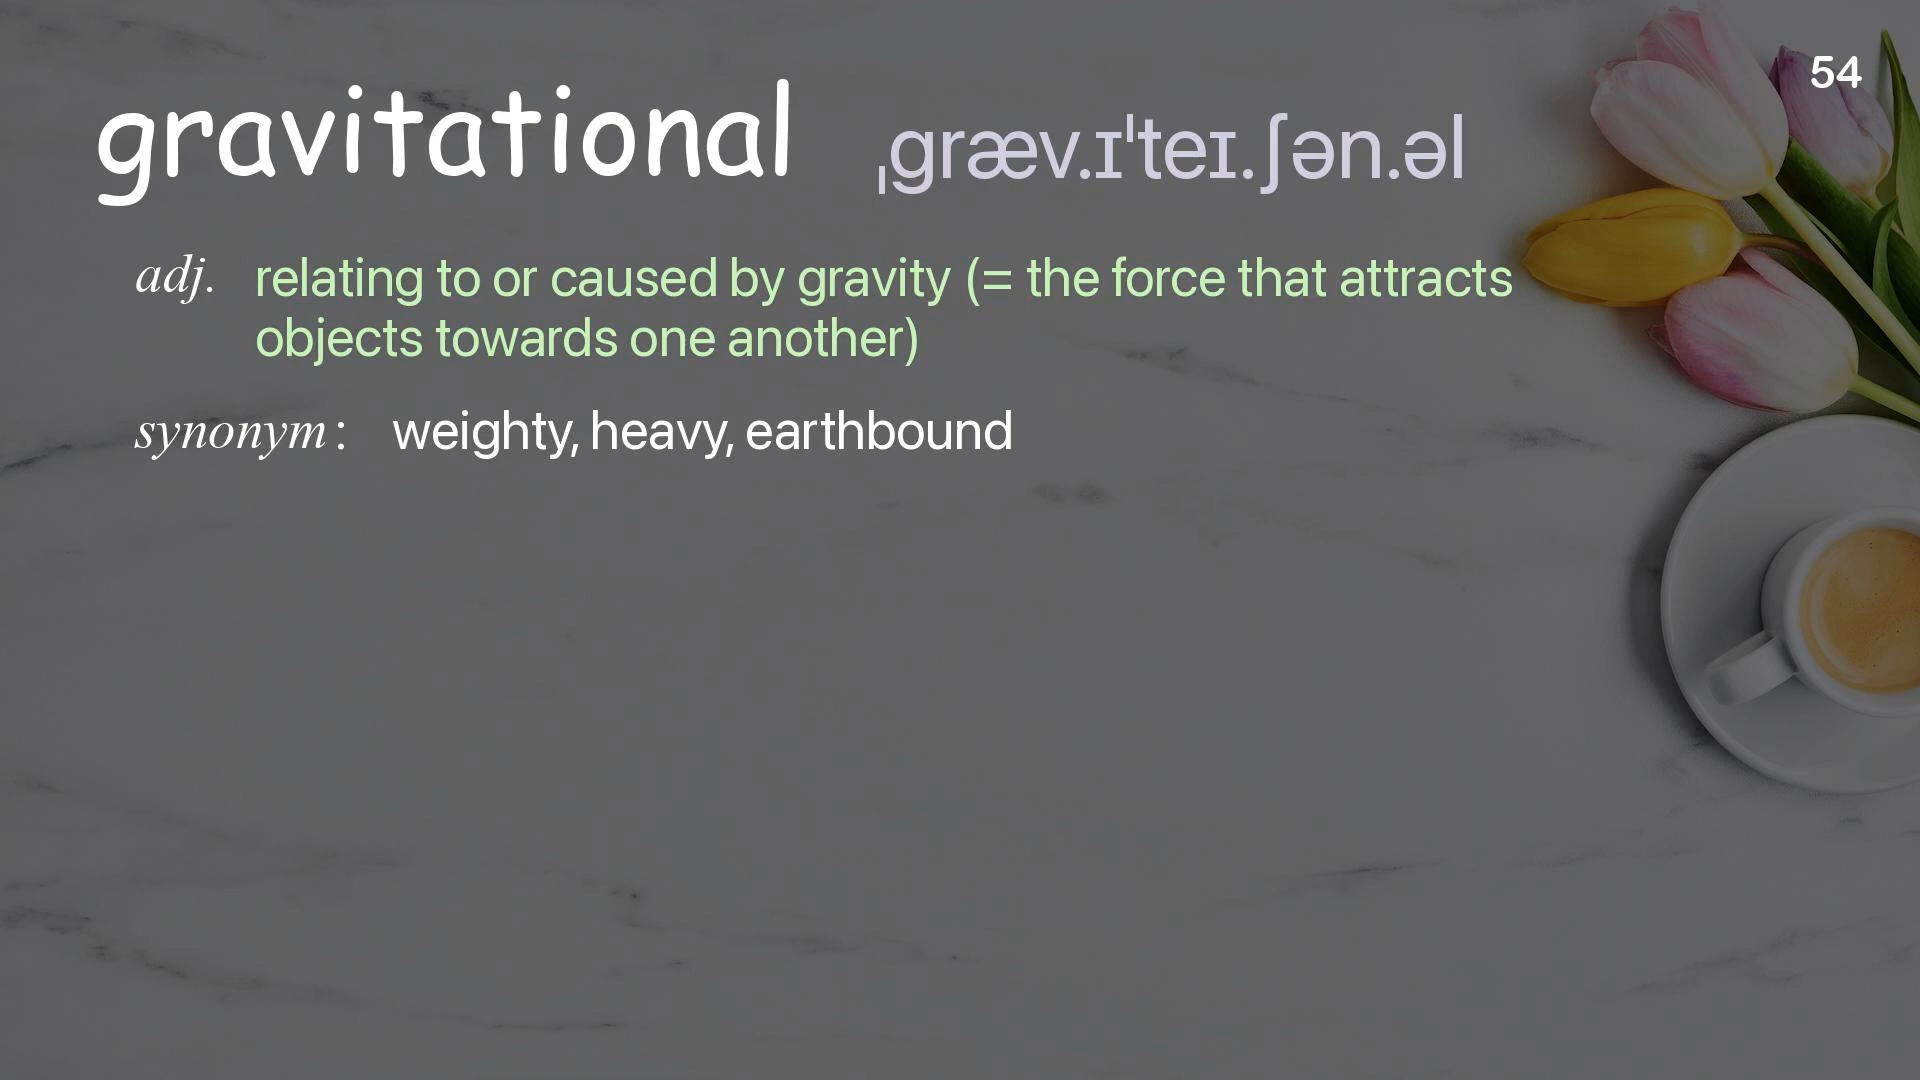 54
gravitational ˌɡræv.ɪˈteɪ.ʃən.əl
adj. relating to or caused by gravity (= the force that attracts
objects towards one another)
synonym : weighty, heavy, earthbound